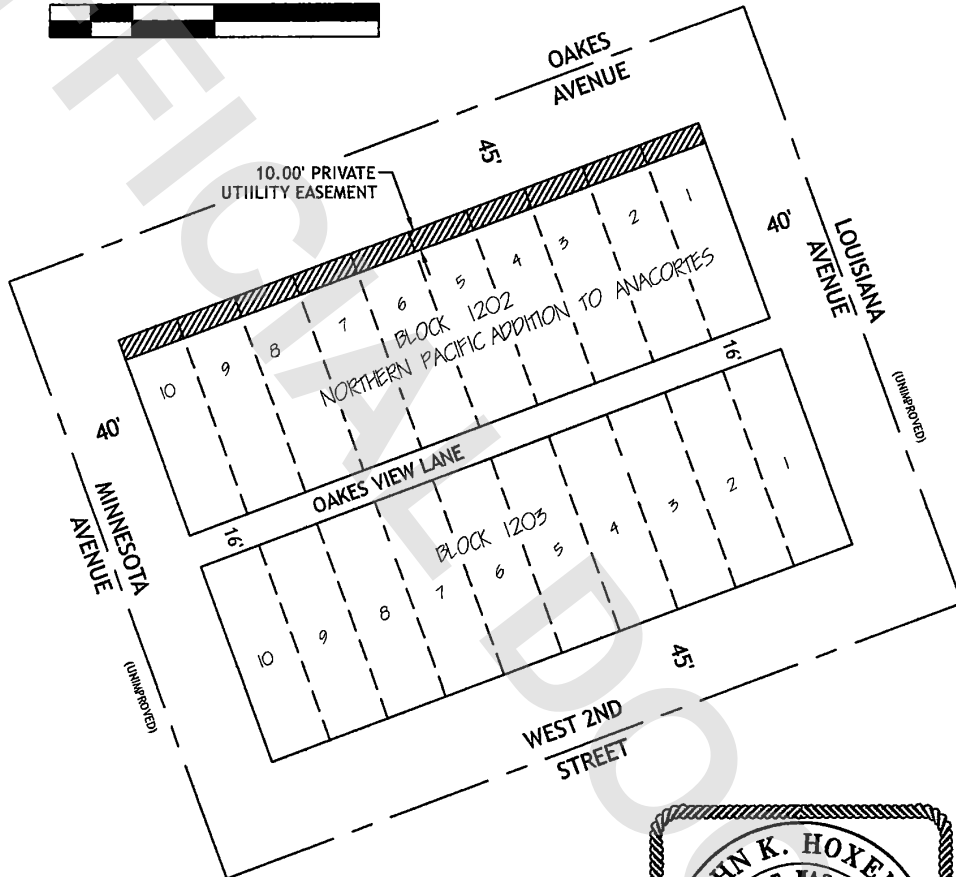 OAKES
AVENUE
45'
10.00' PRIVATE
UTIILITY EASEMENT
1
2
3
4
5
6
7
8
9
10
40'
LOUISIANA
AVENUE
(UNIMPROVED)
BLOCK 1202
NORTHERN PACIFIC ADDITION TO ANACORTES
16'
40'
MINNESOTA
AVENUE
(UNIMPROVED)
OAKES VIEW LANE
16'
BLOCK 1203
1
2
3
4
5
6
7
8
9
10
45'
WEST 2ND
STREET
FICIAL DO
HN K. HOXE